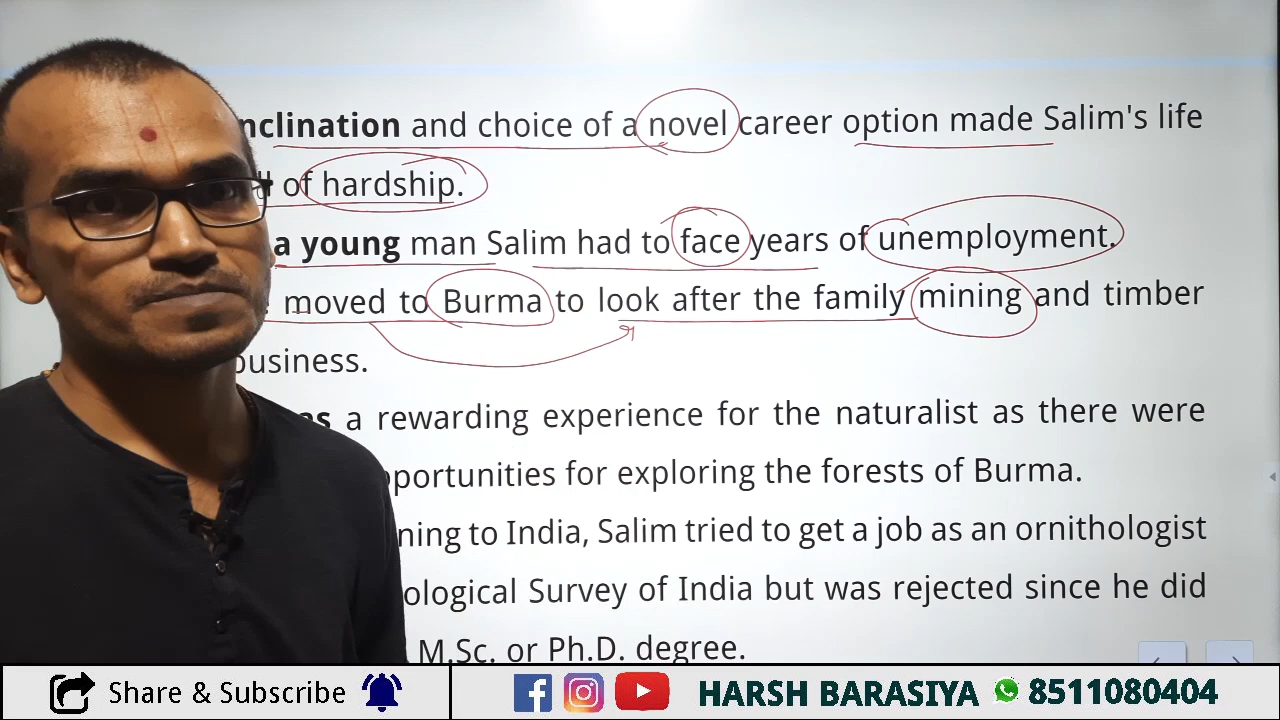 nclination and choice of a novel career option made Salim's life
of hardship.
a young man Salim had to face years of unemployment.
moved to Burma to look after the family mining and timber
business.
as a rewarding experience for the naturalist as there were
pportunities for exploring the forests of Burma.
ning to India, Salim tried to get a job as an ornithologist
ological Survey of India but was rejected since he did
M.Sc. or Ph.D. degree.
Share & Subscribe HARSH BARASIYA 8511080404